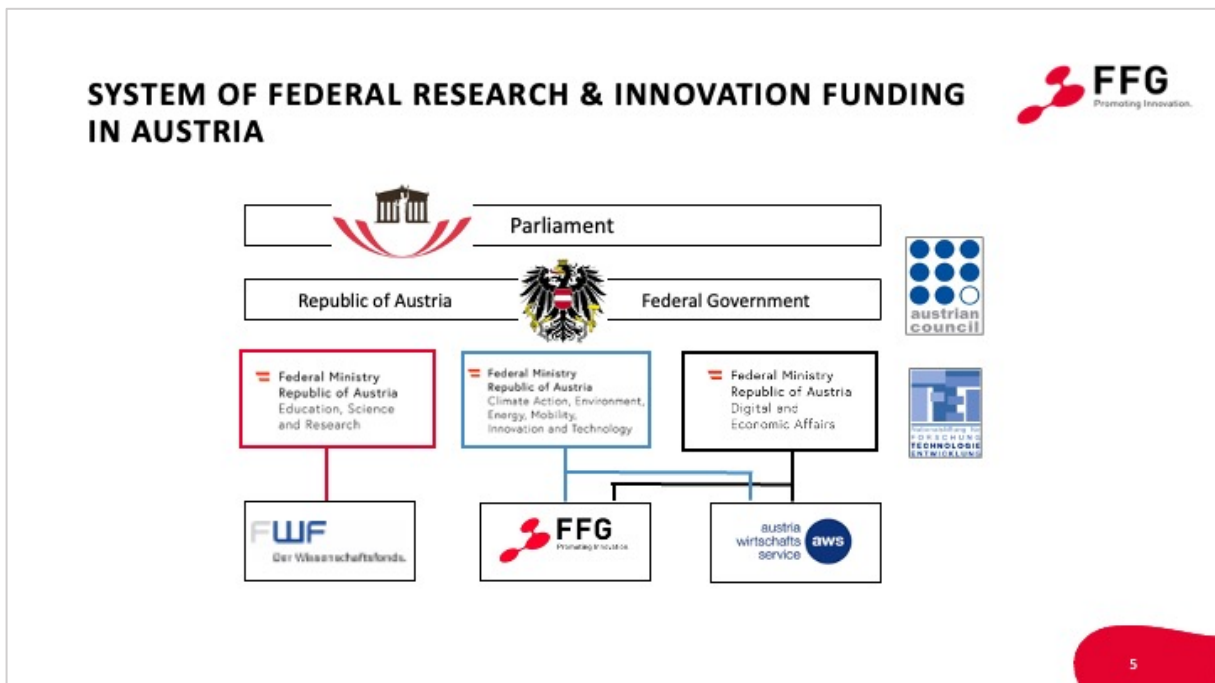 SYSTEM OF FEDERAL RESEARCH & INNOVATION FUNDING
IN AUSTRIA
FFG
Promoting Innovation.
Parliament
Republic of Austria
Federal Government
austrian
council
Federal Ministry
Republic of Austria
Education, Science
and Research
Federal Ministry
Republic of Austria
Climate Action, Environment,
Energy, Mobility,
Innovation and Technology
Federal Ministry
Republic of Austria
Digital and
Economic Affairs
Nationalstiftung für
FORSCHUNG
TECHNOLOGIE
ENTWICKLUNG
FWF
Der Wissenschaftsfonds.
FFG
Promoting Innovation.
austria
wirtschafts
service
aws
5